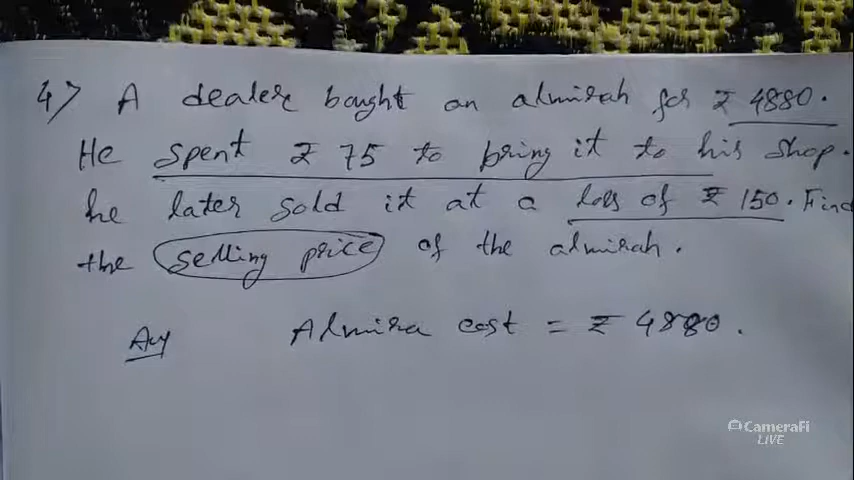 4> A dealer bought an almirah for ₹ 4880.
He spent ₹ 75 to bring it to his shop.
he later sold it at a loss of ₹ 150. Find
the selling price of the almirah.
Ans Almira cost = ₹ 4880.
CameraFi
LIVE